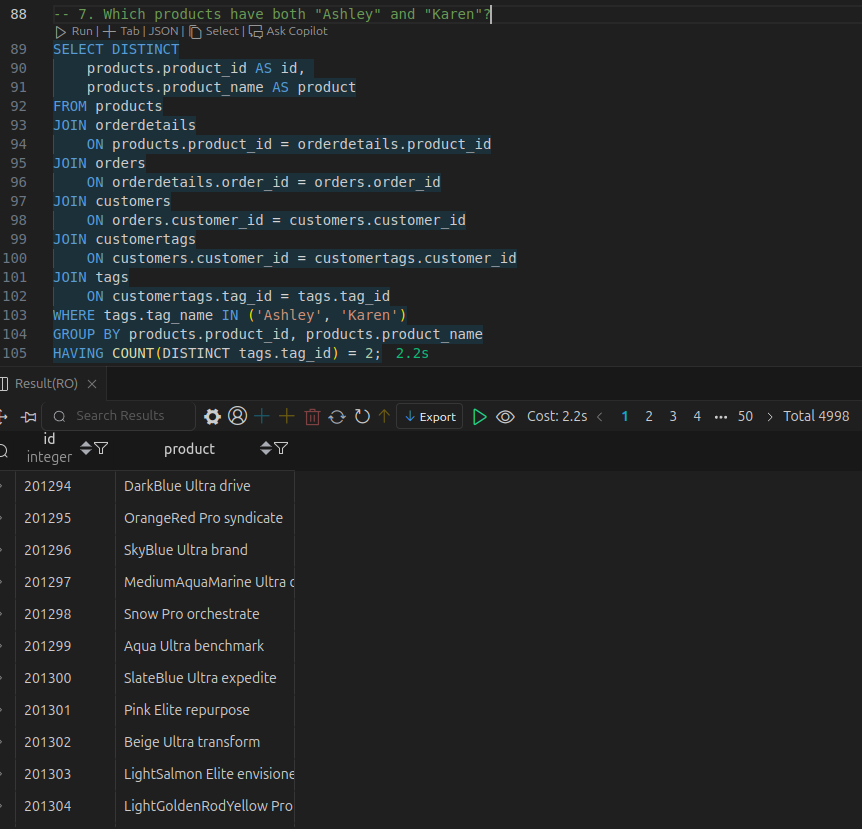 88 -- 7. Which products have both "Ashley" and "Karen"?
Run | Tab | JSON | Select | Ask Copilot
89 SELECT DISTINCT
90 products.product_id AS id,
91 products.product_name AS product
92 FROM products
93 JOIN orderdetails
94 ON products.product_id = orderdetails.product_id
95 JOIN orders
96 ON orderdetails.order_id = orders.order_id
97 JOIN customers
98 ON orders.customer_id = customers.customer_id
99 JOIN customertags
100 ON customers.customer_id = customertags.customer_id
101 JOIN tags
102 ON customertags.tag_id = tags.tag_id
103 WHERE tags.tag_name IN ('Ashley', 'Karen')
104 GROUP BY products.product_id, products.product_name
105 HAVING COUNT(DISTINCT tags.tag_id) = 2; 2.2s
Result(RO)
Search Results Export Cost: 2.2s < 1 2 3 4 ••• 50 > Total 4998
id product
integer
201294 DarkBlue Ultra drive
201295 OrangeRed Pro syndicate
201296 SkyBlue Ultra brand
201297 MediumAquaMarine Ultra
201298 Snow Pro orchestrate
201299 Aqua Ultra benchmark
201300 SlateBlue Ultra expedite
201301 Pink Elite repurpose
201302 Beige Ultra transform
201303 LightSalmon Elite envisione
201304 LightGoldenRodYellow Pro